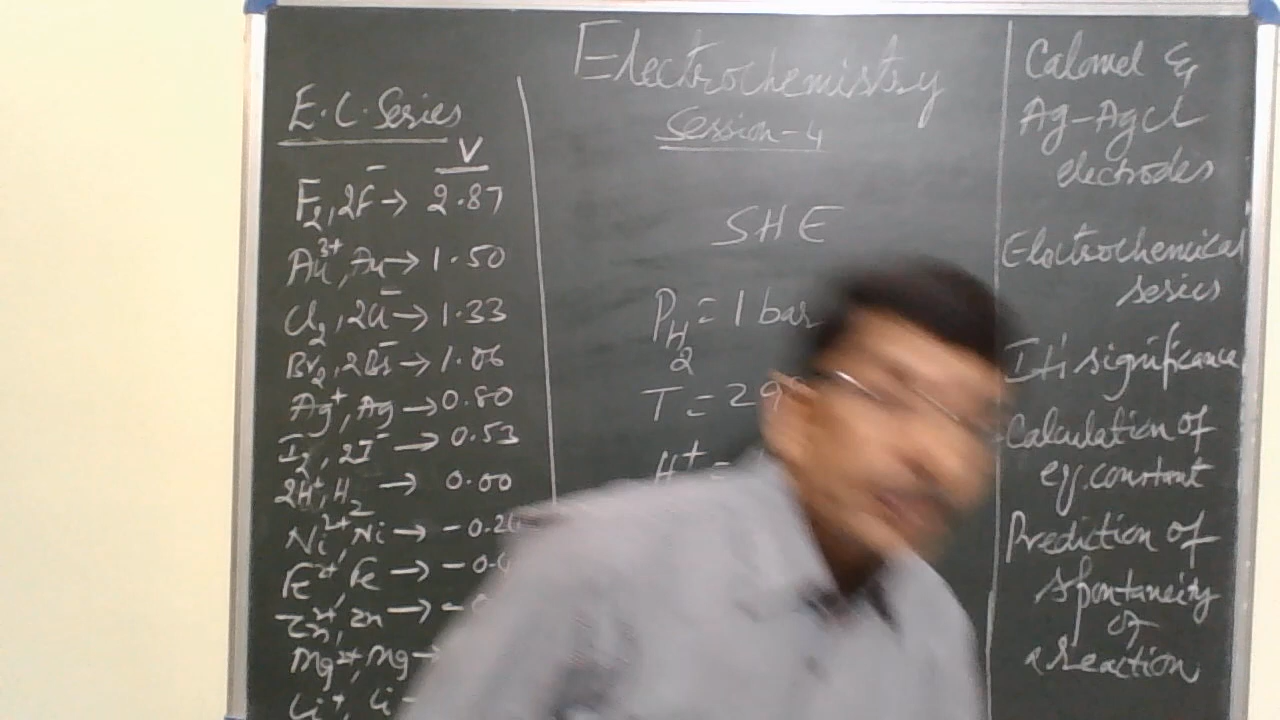 Electrochemistry
Session-4
E.C. Series
V
F₂, 2F⁻ → 2.87
Au³⁺, Au → 1.50
Cl₂, 2Cl⁻ → 1.33
Br₂, 2Br⁻ → 1.06
Ag⁺, Ag → 0.80
I₂, 2I⁻ → 0.53
2H⁺, H₂ → 0.00
Ni²⁺, Ni → -0.2
Fe²⁺, Fe → -0.
Zn²⁺, Zn → -
Mg²⁺, Mg →
Li⁺, Li
SHE
P_H₂ = 1 bar
T = 29
H⁺ =
Calomel &
Ag-AgCl
electrodes
Electrochemical
series
It's significance
Calculation of
eq. constant
Prediction of
spontaneity
of
a reaction